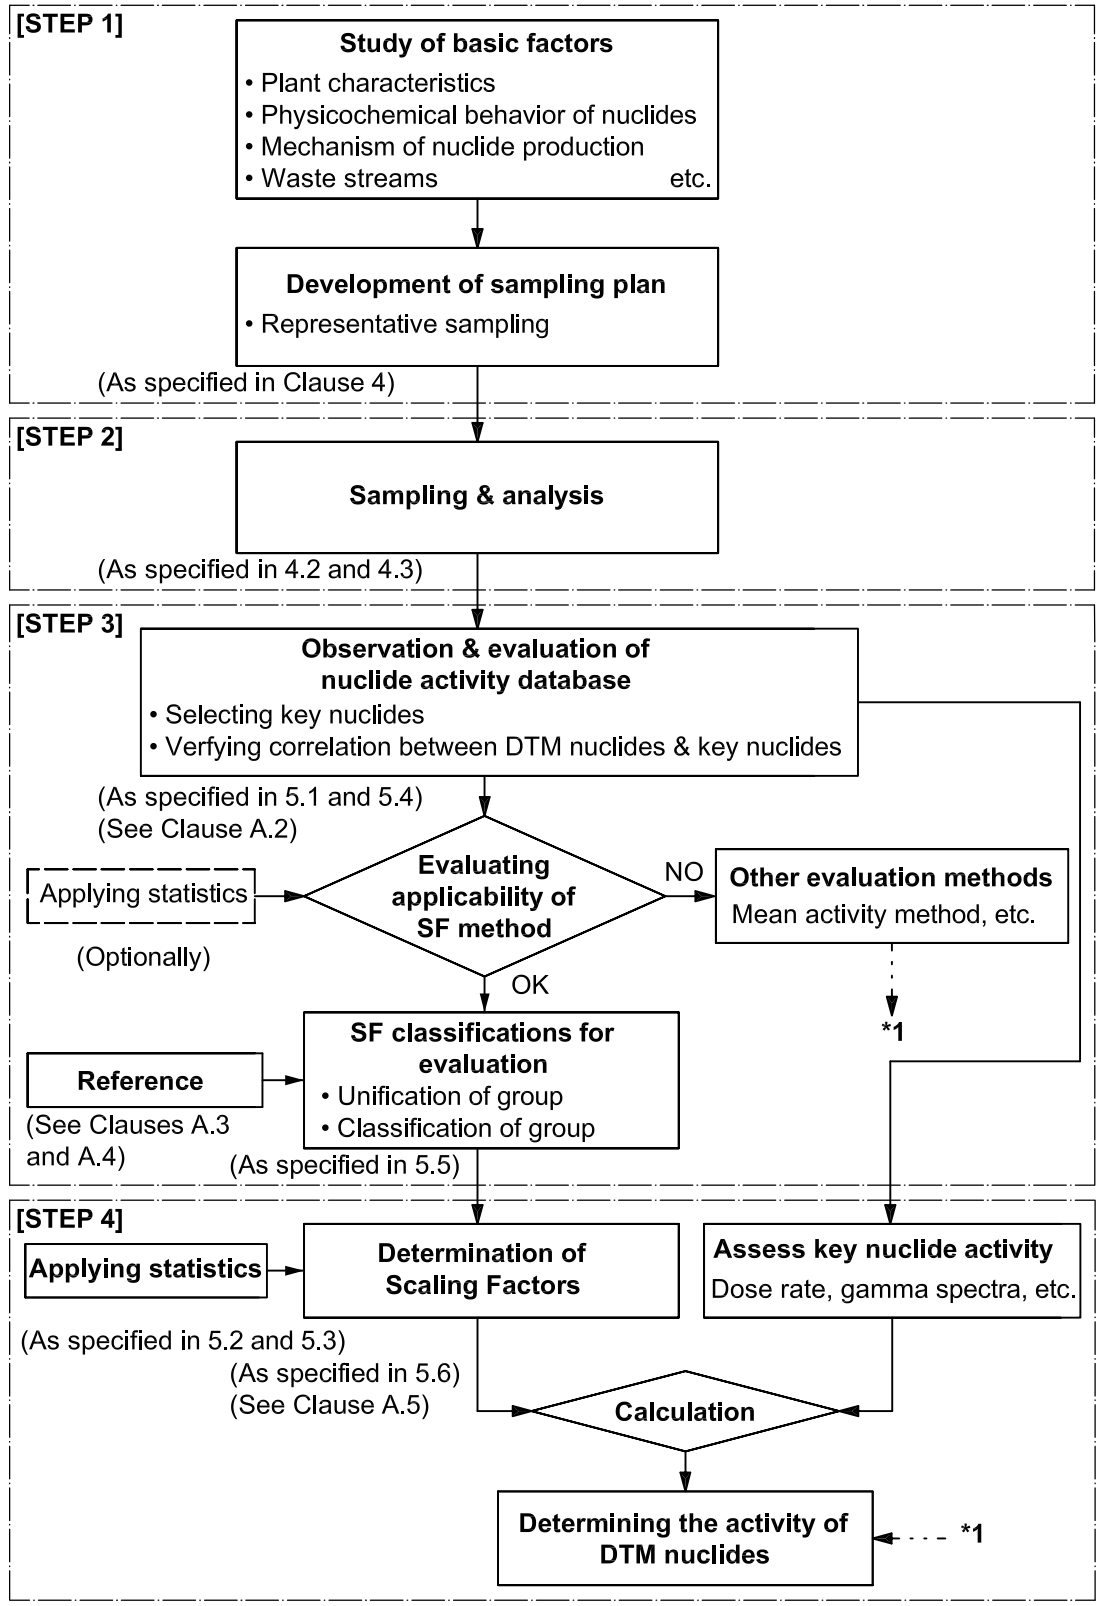 [STEP 1]
Study of basic factors
• Plant characteristics
• Physicochemical behavior of nuclides
• Mechanism of nuclide production
• Waste streams etc.
Development of sampling plan
• Representative sampling
(As specified in Clause 4)
[STEP 2]
Sampling & analysis
(As specified in 4.2 and 4.3)
[STEP 3]
Observation & evaluation of
nuclide activity database
• Selecting key nuclides
• Verfying correlation between DTM nuclides & key nuclides
(As specified in 5.1 and 5.4)
(See Clause A.2)
Applying statistics
(Optionally)
Evaluating
applicability of
SF method
NO
Other evaluation methods
Mean activity method, etc.
*1
OK
SF classifications for
evaluation
• Unification of group
• Classification of group
Reference
(See Clauses A.3
and A.4)
(As specified in 5.5)
[STEP 4]
Applying statistics
Determination of
Scaling Factors
Assess key nuclide activity
Dose rate, gamma spectra, etc.
(As specified in 5.2 and 5.3)
(As specified in 5.6)
(See Clause A.5)
Calculation
Determining the activity of
DTM nuclides
*1